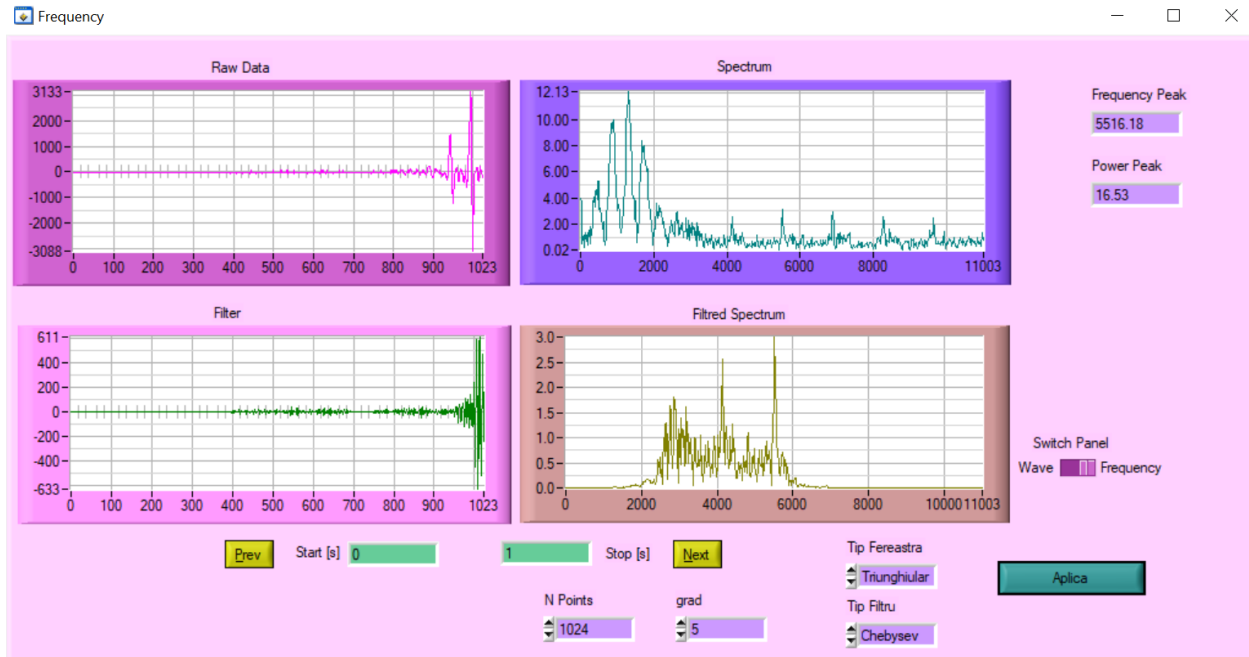 Frequency
Raw Data
3133
2000
1000
0
-1000
-2000
-3088
0 100 200 300 400 500 600 700 800 900 1023
Spectrum
12.13
10.00
8.00
6.00
4.00
2.00
0.02
0 2000 4000 6000 8000 11003
Frequency Peak
5516.18
Power Peak
16.53
Filter
611
400
200
0
-200
-400
-633
0 100 200 300 400 500 600 700 800 900 1023
Filtred Spectrum
3.0
2.5
2.0
1.5
1.0
0.5
0.0
0 2000 4000 6000 8000 10000 11003
Switch Panel
Wave Frequency
Prev Start [s] 0 1 Stop [s] Next
N Points
1024
grad
5
Tip Fereastra
Triunghiular
Tip Filtru
Chebysev
Aplica